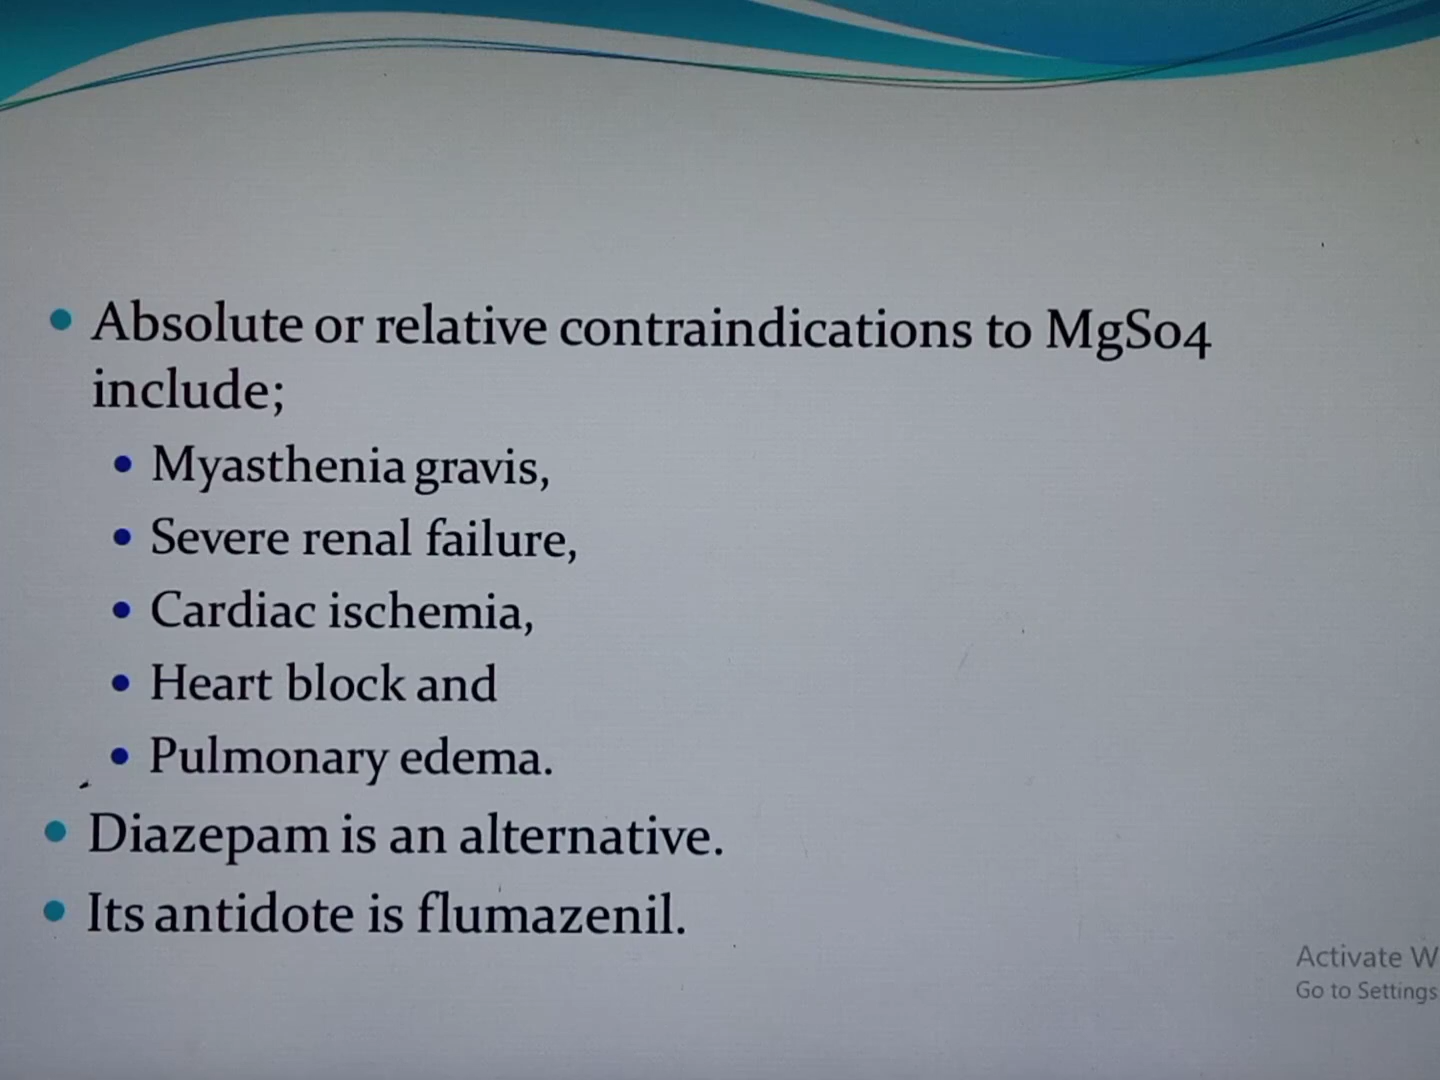 Absolute or relative contraindications to MgSo4
include;
Myasthenia gravis,
Severe renal failure,
Cardiac ischemia,
Heart block and
Pulmonary edema.
Diazepam is an alternative.
Its antidote is flumazenil.
Activate W
Go to Settings